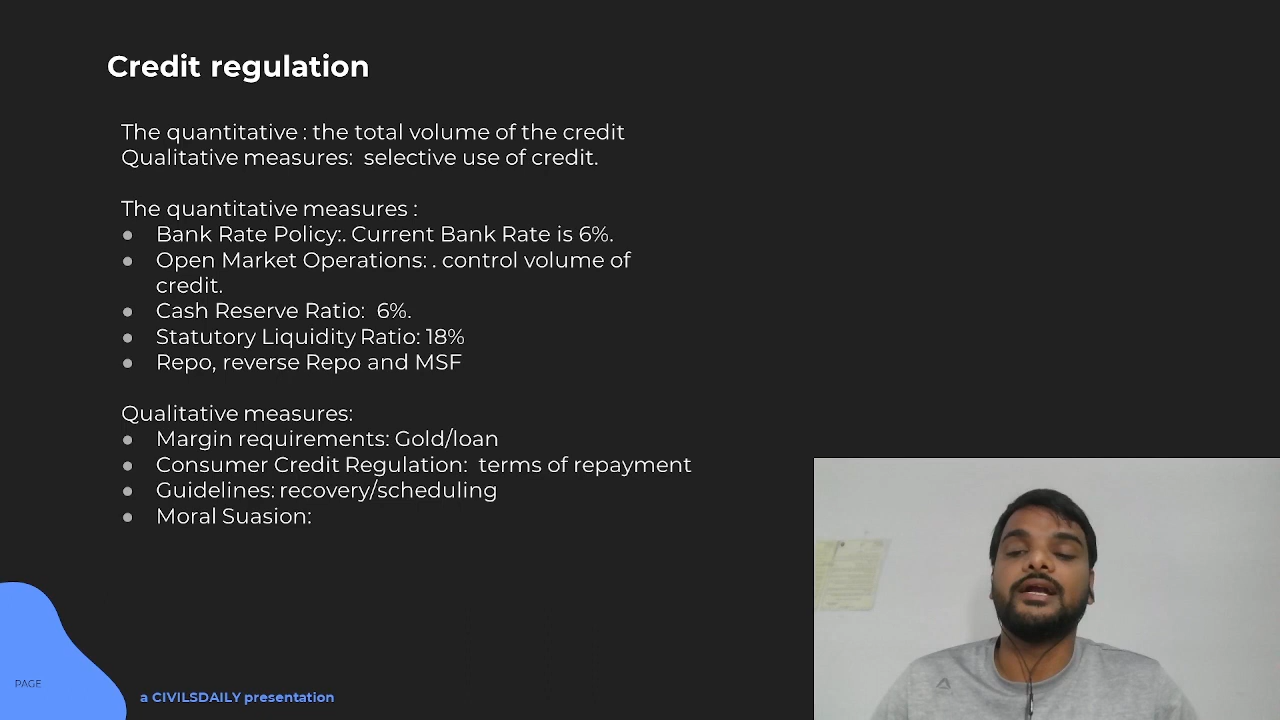 Credit regulation
The quantitative : the total volume of the credit
Qualitative measures:  selective use of credit.
The quantitative measures :
● Bank Rate Policy:. Current Bank Rate is 6%.
● Open Market Operations: . control volume of
credit.
● Cash Reserve Ratio:  6%.
● Statutory Liquidity Ratio: 18%
● Repo, reverse Repo and MSF
Qualitative measures:
● Margin requirements: Gold/loan
● Consumer Credit Regulation:  terms of repayment
● Guidelines: recovery/scheduling
● Moral Suasion:
PAGE
a CIVILSDAILY presentation